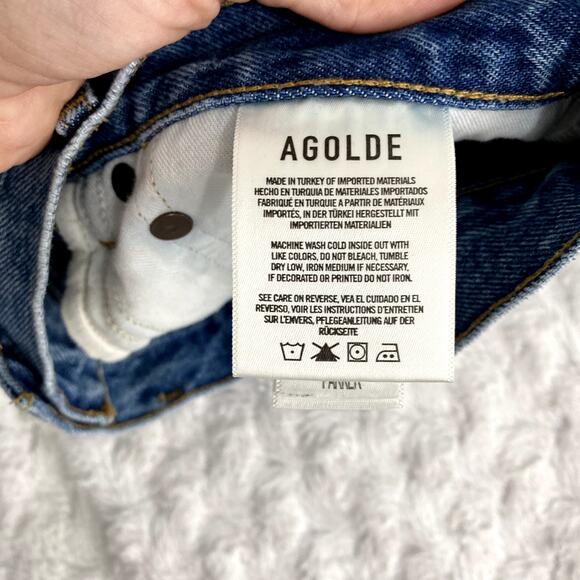 AGOLDE
MADE IN TURKEY OF IMPORTED MATERIALS
HECHO EN TURQUIA DE MATERIALES IMPORTADOS
FABRIQUÉ EN TURQUIE A PARTIR DE MATÉRIAUX
IMPORTÉS, IN DER TÜRKEI HERGESTELLT MIT
IMPORTIERTEN MATERIALIEN
MACHINE WASH COLD INSIDE OUT WITH
LIKE COLORS, DO NOT BLEACH, TUMBLE
DRY LOW, IRON MEDIUM IF NECESSARY,
IF DECORATED OR PRINTED DO NOT IRON.
SEE CARE ON REVERSE, VEA EL CUIDADO EN EL
REVERSO, VOIR LES INSTRUCTIONS D'ENTRETIEN
SUR L'ENVERS, PFLEGEANLEITUNG AUF DER
RÜCKSEITE
PARKER